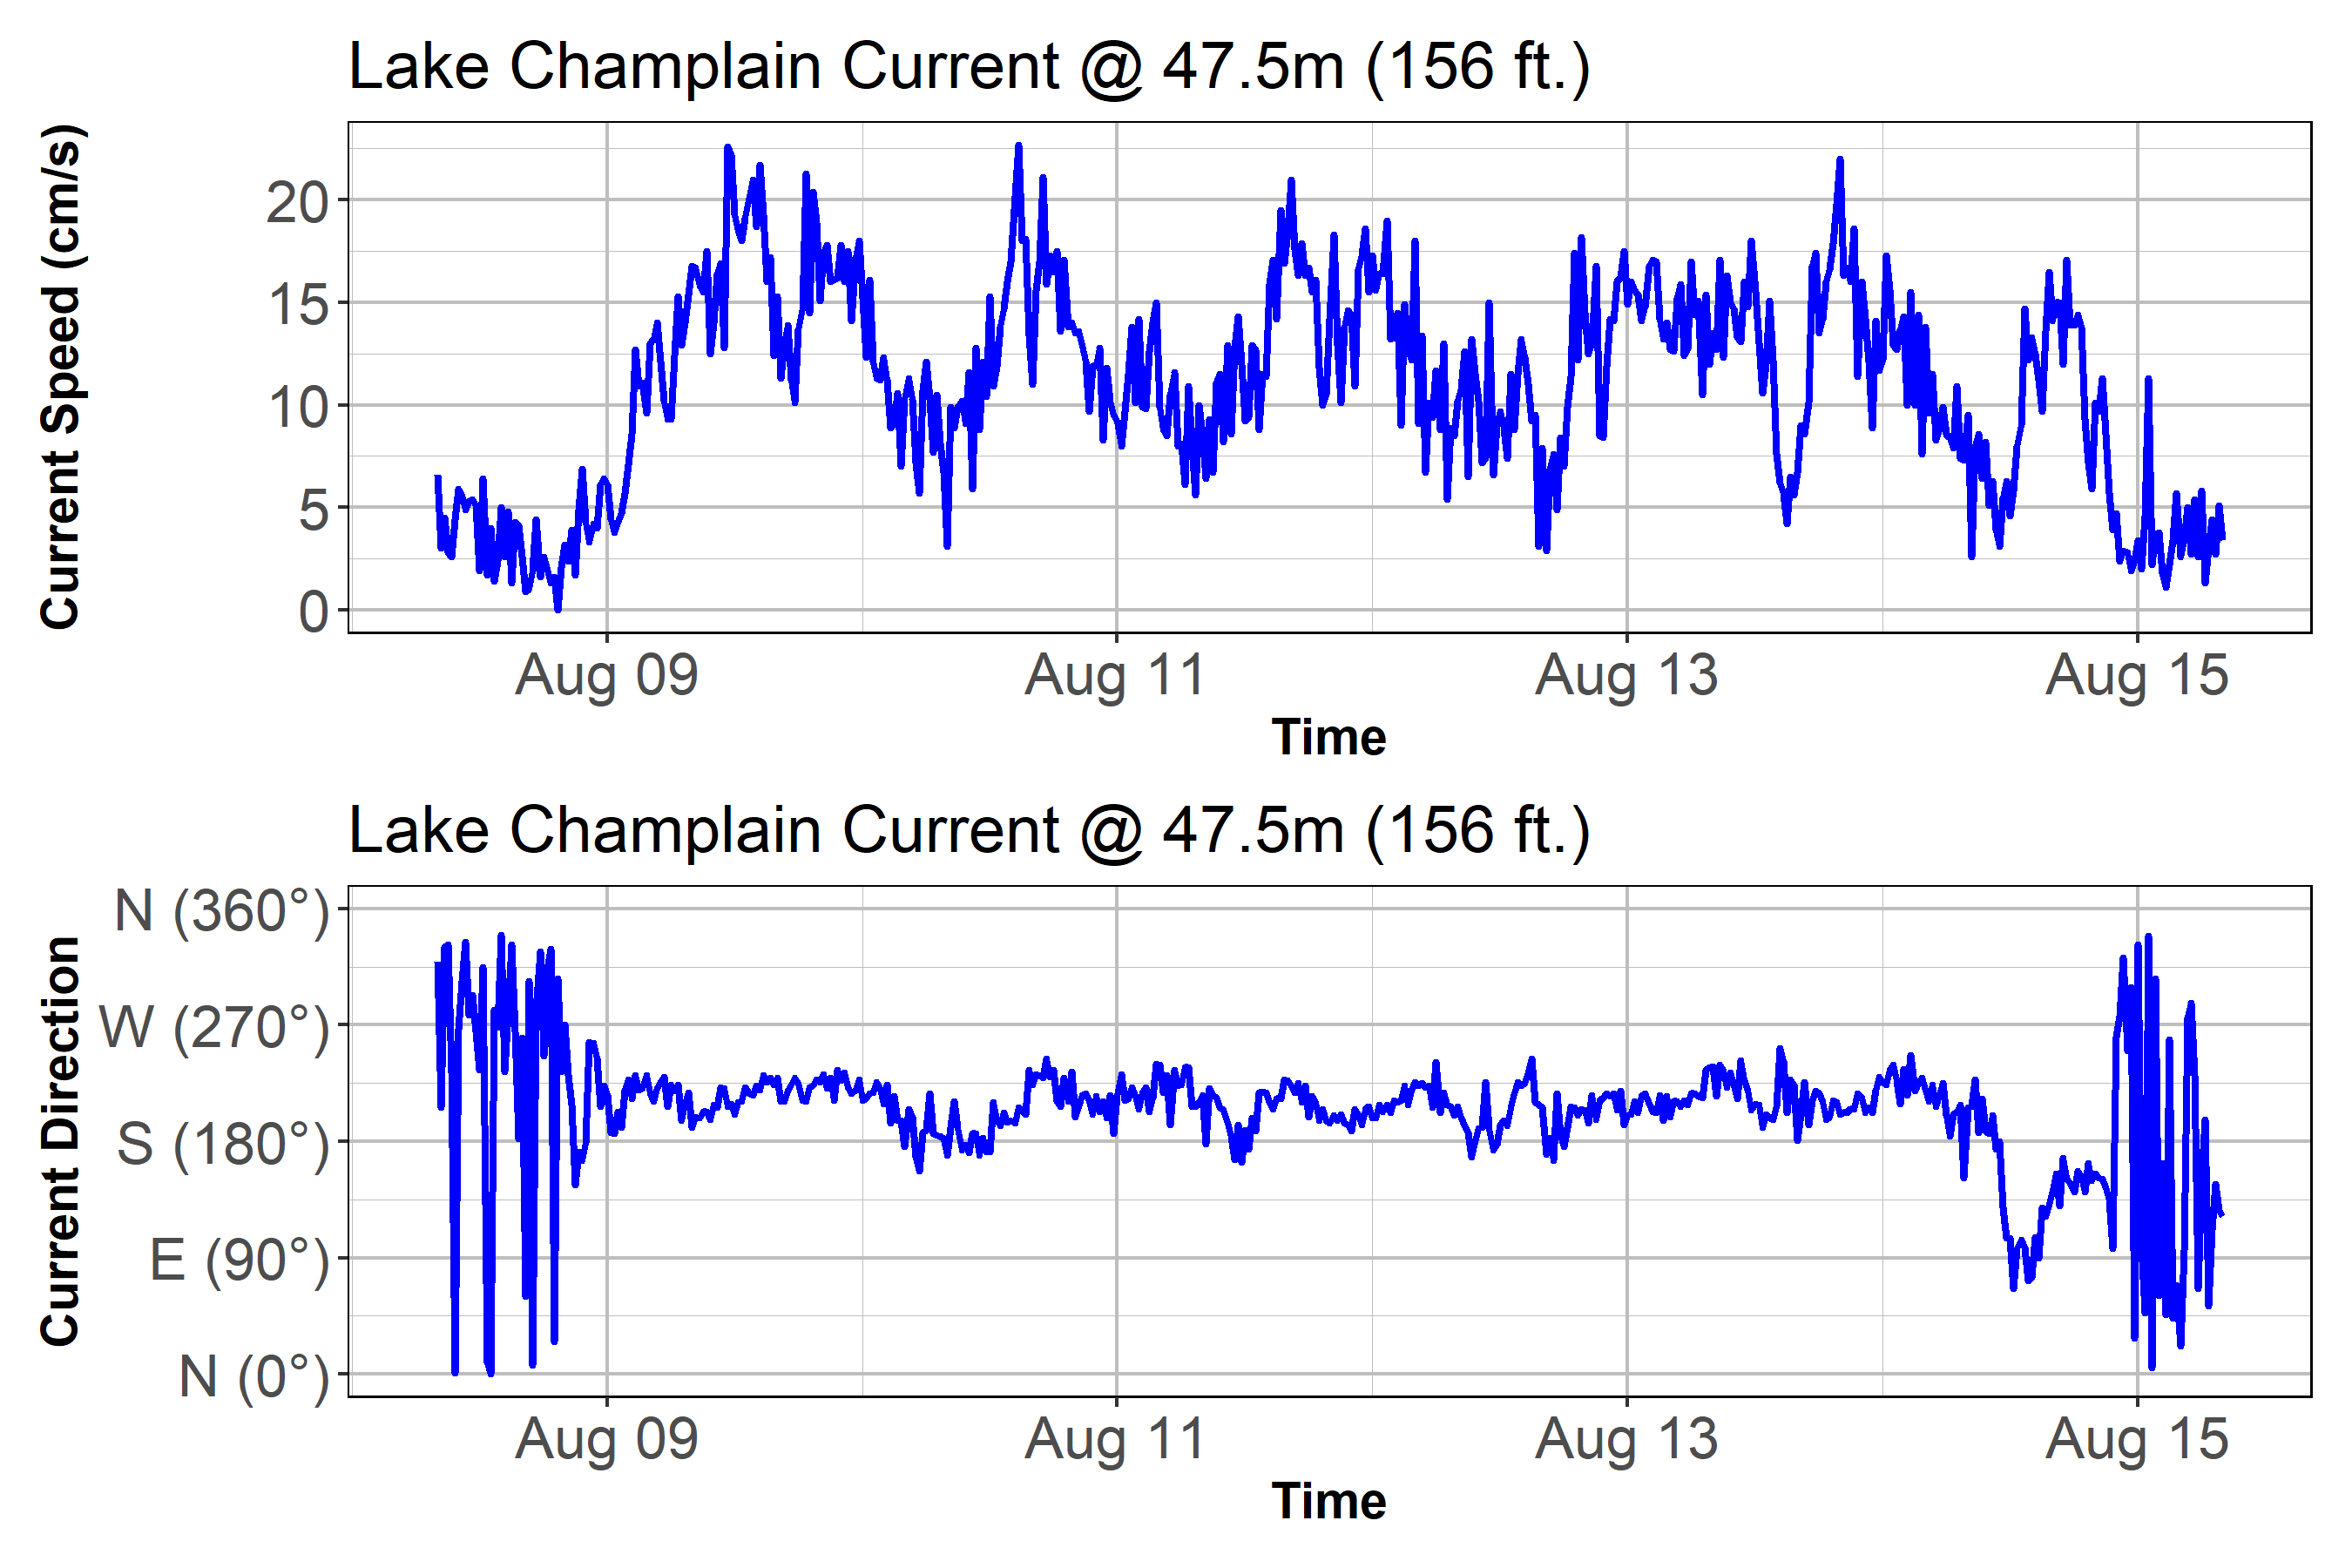 Lake Champlain Current @ 47.5m (156 ft.)
Current Speed (cm/s)
20
15
10
5
0
Aug 09 Aug 11 Aug 13 Aug 15
Time
Lake Champlain Current @ 47.5m (156 ft.)
Current Direction
N (360°)
W (270°)
S (180°)
E (90°)
N (0°)
Aug 09 Aug 11 Aug 13 Aug 15
Time